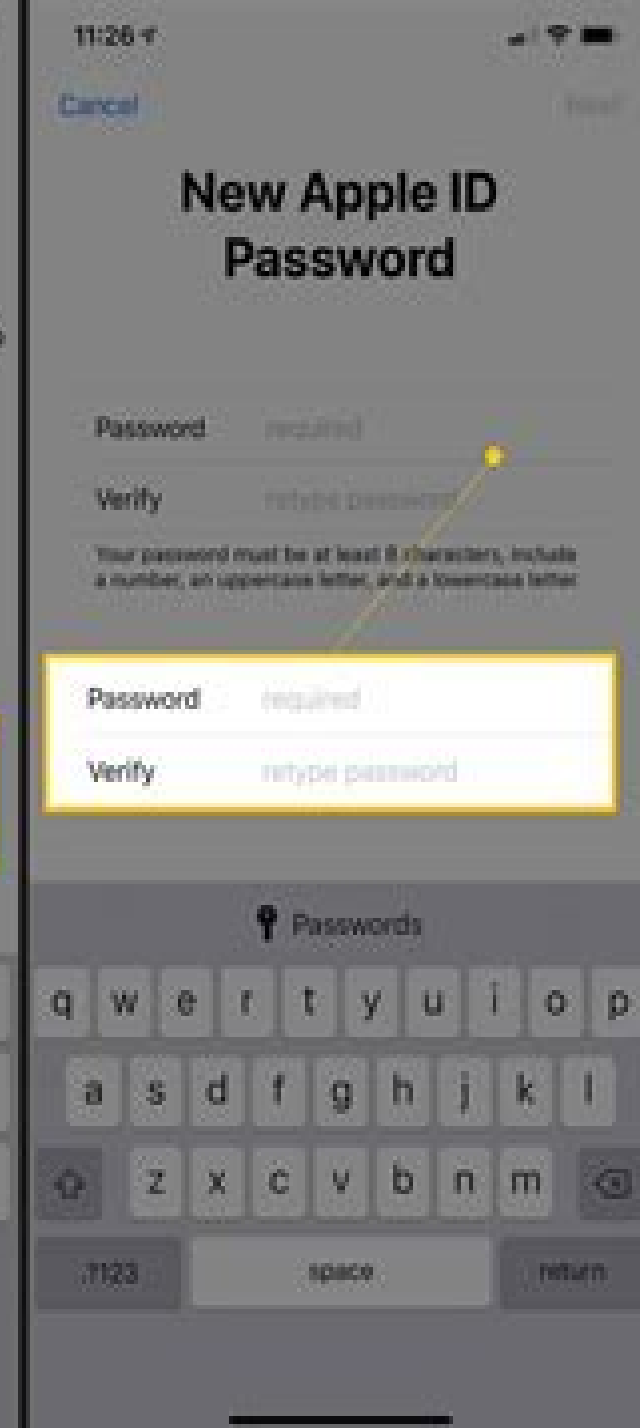 11:26
Cancel
Next
New Apple ID
Password
Password required
Verify retype password
Your password must be at least 8 characters, include
a number, an uppercase letter, and a lowercase letter
Password required
Verify retype password
Passwords
q w e r t y u i o p
a s d f g h j k l
z x c v b n m
.?123 space return